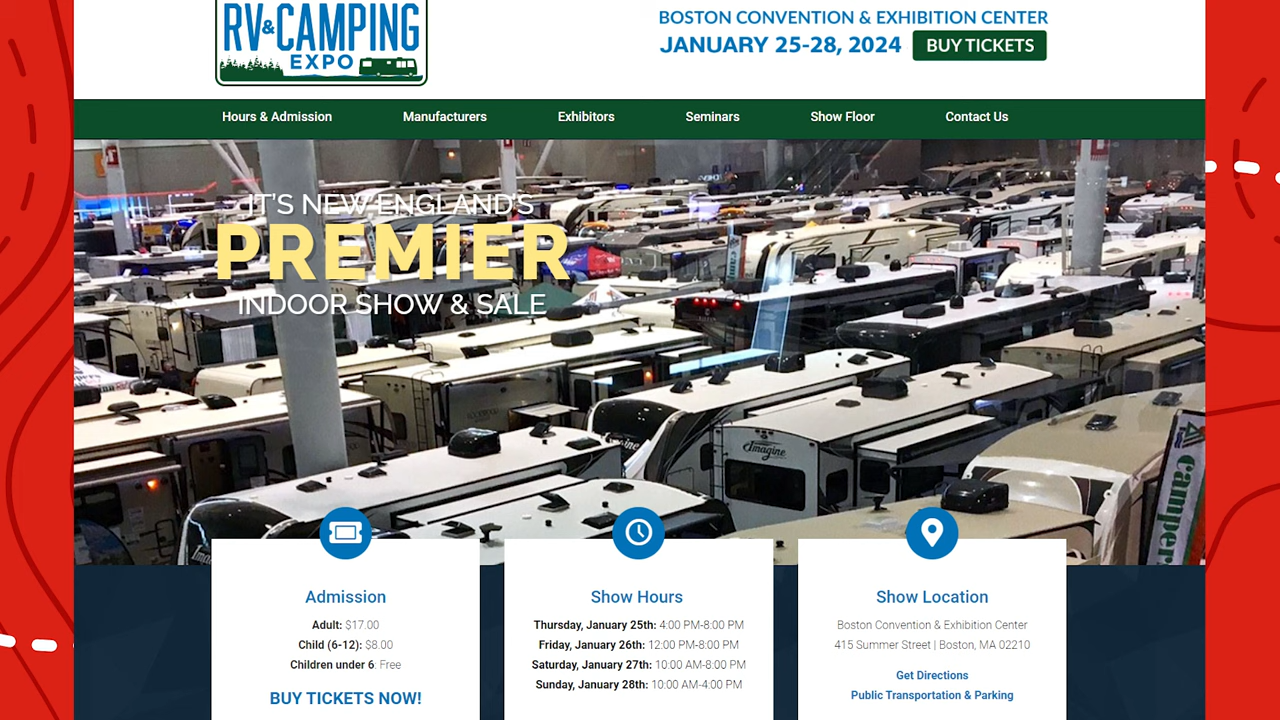 RV & CAMPING
EXPO
BOSTON CONVENTION & EXHIBITION CENTER
JANUARY 25-28, 2024 BUY TICKETS
Hours & Admission Manufacturers Exhibitors Seminars Show Floor Contact Us
IT'S NEW ENGLAND'S
PREMIER
INDOOR SHOW & SALE
Imagine
Imagine
Camper
Admission
Adult: $17.00
Child (6-12): $8.00
Children under 6: Free
BUY TICKETS NOW!
Show Hours
Thursday, January 25th: 4:00 PM-8:00 PM
Friday, January 26th: 12:00 PM-8:00 PM
Saturday, January 27th: 10:00 AM-8:00 PM
Sunday, January 28th: 10:00 AM-4:00 PM
Show Location
Boston Convention & Exhibition Center
415 Summer Street | Boston, MA 02210
Get Directions
Public Transportation & Parking